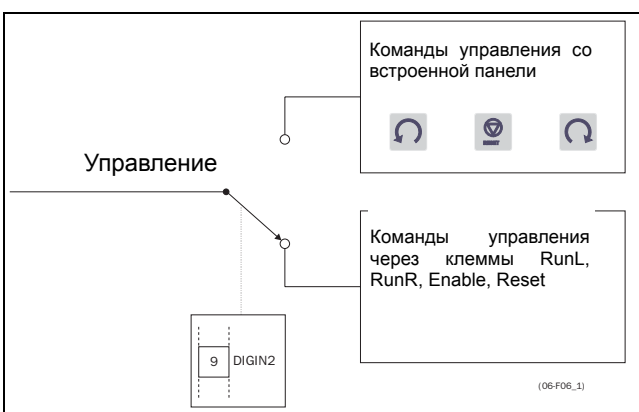 Команды управления со
встроенной панели
Управление
Команды управления
через клеммы RunL,
RunR, Enable, Reset
9 DIGIN2
(06-F06_1)